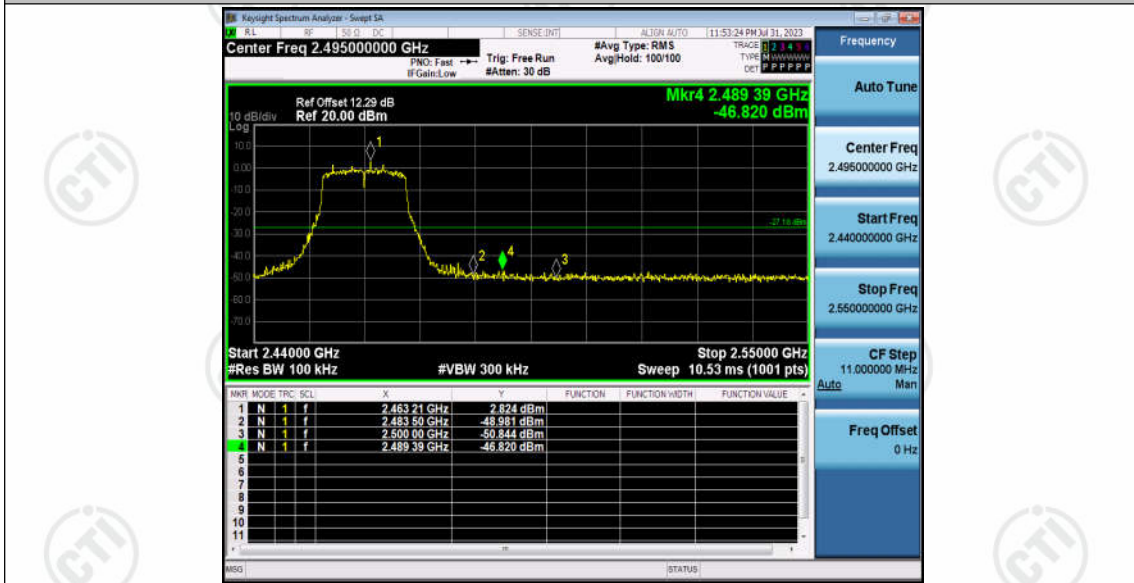 Keysight Spectrum Analyzer - Swept SA
RL RF 50 Ω DC SENSE:INT ALIGN AUTO 11:53:24 PM Jul 31, 2023
Center Freq 2.495000000 GHz
PNO: Fast
IFGain:Low
Trig: Free Run
#Atten: 30 dB
#Avg Type: RMS
Avg|Hold: 100/100
TRACE 1 2 3 4 5 6
TYPE M WWWWW
DET P P P P P P
Frequency
Auto Tune
Mkr4 2.489 39 GHz
-46.820 dBm
Ref Offset 12.29 dB
10 dB/div Ref 20.00 dBm
Log
10.0
0.00
-10.0
-20.0
-30.0
-40.0
-50.0
-60.0
-70.0
1
2
4
3
-27.18 dBm
Start 2.44000 GHz Stop 2.55000 GHz
#Res BW 100 kHz #VBW 300 kHz Sweep 10.53 ms (1001 pts)
Center Freq
2.495000000 GHz
Start Freq
2.440000000 GHz
Stop Freq
2.550000000 GHz
CF Step
11.000000 MHz
Auto Man
Freq Offset
0 Hz
MKR MODE TRC SCL X Y FUNCTION FUNCTION WIDTH FUNCTION VALUE
1 N 1 f 2.463 21 GHz 2.824 dBm
2 N 1 f 2.483 50 GHz -48.981 dBm
3 N 1 f 2.500 00 GHz -50.844 dBm
4 N 1 f 2.489 39 GHz -46.820 dBm
5
6
7
8
9
10
11
MSG STATUS
CTI
CTI
CTI
CTI